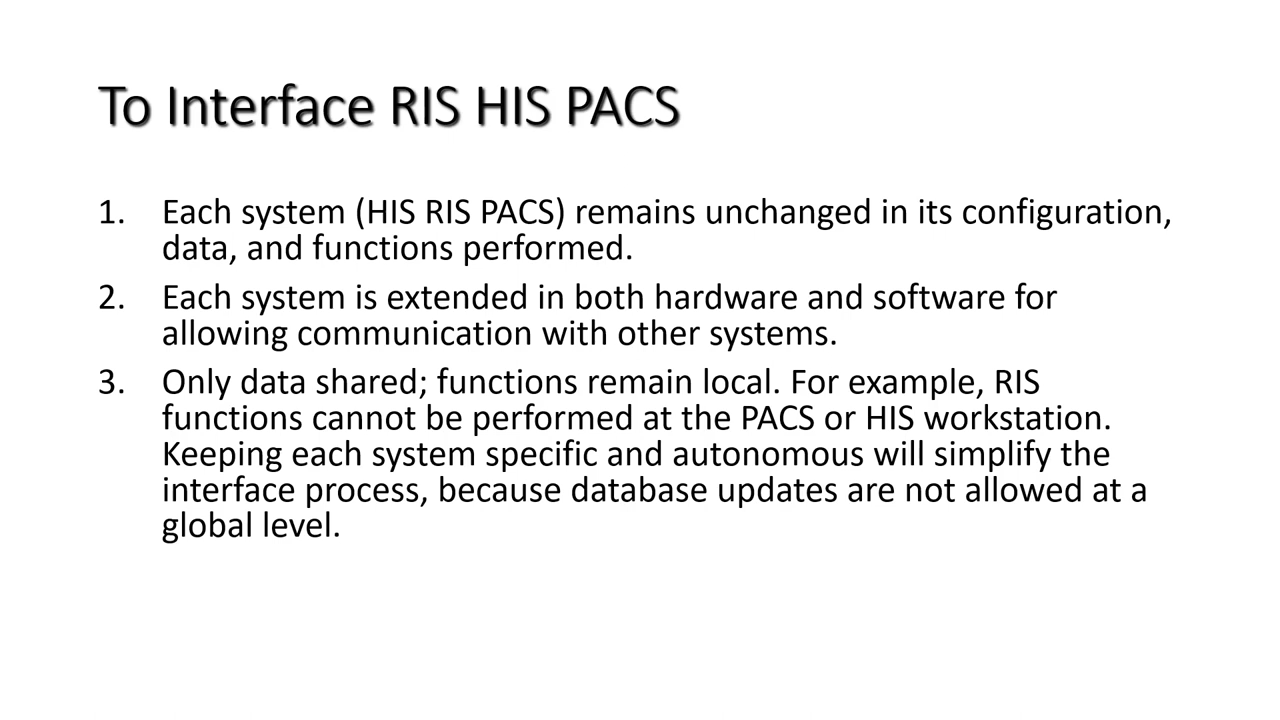 To Interface RIS HIS PACS
1. Each system (HIS RIS PACS) remains unchanged in its configuration,
data, and functions performed.
2. Each system is extended in both hardware and software for
allowing communication with other systems.
3. Only data shared; functions remain local. For example, RIS
functions cannot be performed at the PACS or HIS workstation.
Keeping each system specific and autonomous will simplify the
interface process, because database updates are not allowed at a
global level.